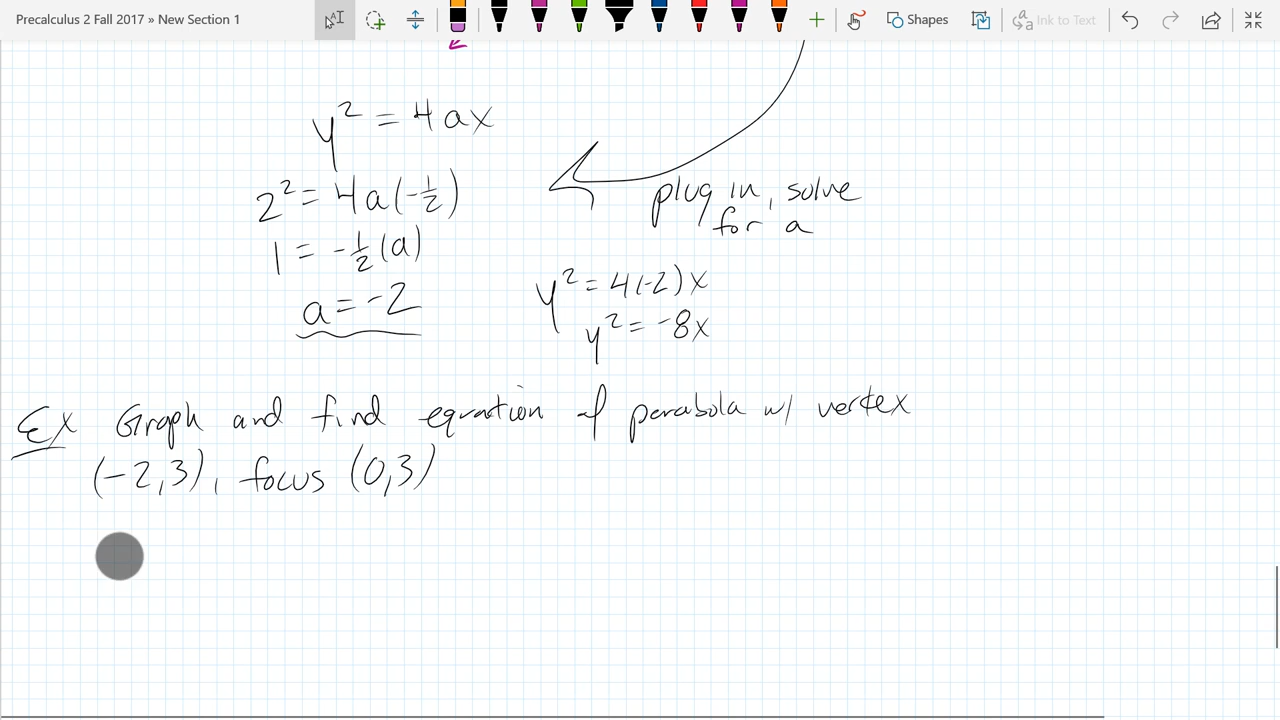 Precalculus 2 Fall 2017 » New Section 1
Shapes
Ink to Text
y² = 4ax
2² = 4a(-1/2)
plug in, solve
for a
1 = -1/2(a)
y² = 4(-2)x
a = -2
y² = -8x
Ex Graph and find equation of parabola w/ vertex
(-2,3), focus (0,3)